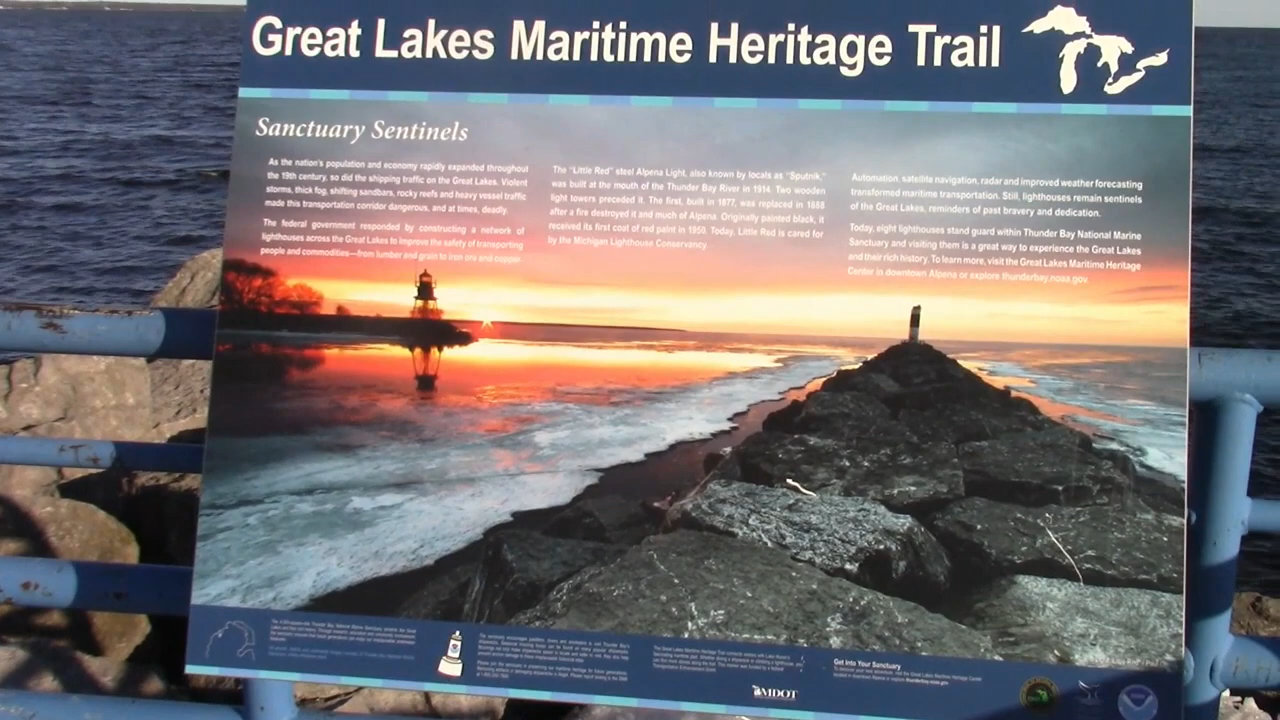 Great Lakes Maritime Heritage Trail
Sanctuary Sentinels
As the nation's population and economy rapidly expanded throughout
the 19th century, so did the shipping traffic on the Great Lakes. Violent
storms, thick fog, shifting sandbars, rocky reefs and heavy vessel traffic
made this transportation corridor dangerous, and at times, deadly.
The federal government responded by constructing a network of
lighthouses across the Great Lakes to improve the safety of transporting
people and commodities—from lumber and grain to iron ore and copper.
The "Little Red" steel Alpena Light, also known by locals as "Sputnik,"
was built at the mouth of the Thunder Bay River in 1914. Two wooden
light towers preceded it. The first, built in 1877, was replaced in 1888
after a fire destroyed it and much of Alpena. Originally painted black, it
received its first coat of red paint in 1950. Today, Little Red is cared for
by the Michigan Lighthouse Conservancy.
Automation, satellite navigation, radar and improved weather forecasting
transformed maritime transportation. Still, lighthouses remain sentinels
of the Great Lakes, reminders of past bravery and dedication.
Today, eight lighthouses stand guard within Thunder Bay National Marine
Sanctuary and visiting them is a great way to experience the Great Lakes
and their rich history. To learn more, visit the Great Lakes Maritime Heritage
Center in downtown Alpena or explore thunderbay.noaa.gov.
Get Into Your Sanctuary
MDOT